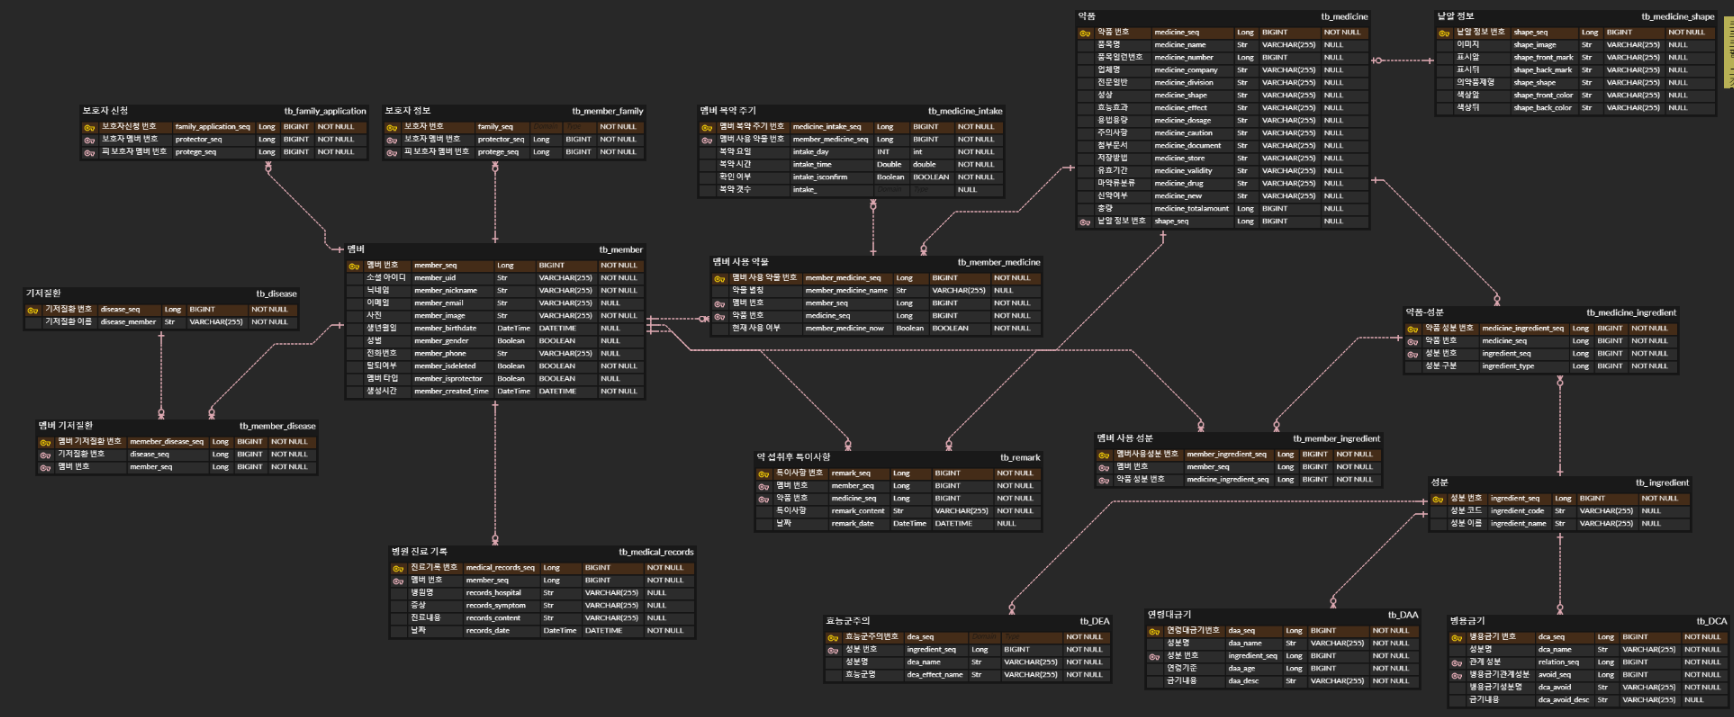 약품 tb_medicine
약품 번호 medicine_seq Long BIGINT NOT NULL
품목명 medicine_name Str VARCHAR(255) NULL
품목일련번호 medicine_number Long BIGINT NULL
업체명 medicine_company Str VARCHAR(255) NULL
전문일반 medicine_division Str VARCHAR(255) NULL
성상 medicine_shape Str VARCHAR(255) NULL
효능효과 medicine_effect Str VARCHAR(255) NULL
용법용량 medicine_dosage Str VARCHAR(255) NULL
주의사항 medicine_caution Str VARCHAR(255) NULL
첨부문서 medicine_document Str VARCHAR(255) NULL
저장방법 medicine_store Str VARCHAR(255) NULL
유효기간 medicine_validity Str VARCHAR(255) NULL
마약류분류 medicine_drug Str VARCHAR(255) NULL
신약여부 medicine_new Str VARCHAR(255) NULL
총량 medicine_totalamount Long BIGINT NULL
낱알 정보 번호 shape_seq Long BIGINT NULL
낱알 정보 tb_medicine_shape
낱알 정보 번호 shape_seq Long BIGINT NOT NULL
이미지 shape_image Str VARCHAR(255) NULL
표시앞 shape_front_mark Str VARCHAR(255) NULL
표시뒤 shape_back_mark Str VARCHAR(255) NULL
의약품제형 shape_shape Str VARCHAR(255) NULL
색상앞 shape_front_color Str VARCHAR(255) NULL
색상뒤 shape_back_color Str VARCHAR(255) NULL
보호자 신청 tb_family_application
보호자신청 번호 family_application_seq Long BIGINT NOT NULL
보호자 멤버 번호 protector_seq Long BIGINT NOT NULL
피 보호자 멤버 번호 protege_seq Long BIGINT NOT NULL
보호자 정보 tb_member_family
보호자 번호 family_seq NOT NULL
보호자 멤버 번호 protector_seq Long BIGINT NOT NULL
피 보호자 멤버 번호 protege_seq Long BIGINT NOT NULL
멤버 복약 주기 tb_medicine_intake
멤버 복약 주기 번호 medicine_intake_seq Long BIGINT NOT NULL
멤버 사용 약물 번호 member_medicine_seq Long BIGINT NOT NULL
복약 요일 intake_day INT int NOT NULL
복약 시간 intake_time Double double NOT NULL
확인 여부 intake_isconfirm Boolean BOOLEAN NOT NULL
복약 갯수 intake_ NULL
멤버 tb_member
멤버 번호 member_seq Long BIGINT NOT NULL
소셜 아이디 member_uid Str VARCHAR(255) NOT NULL
닉네임 member_nickname Str VARCHAR(255) NOT NULL
이메일 member_email Str VARCHAR(255) NULL
사진 member_image Str VARCHAR(255) NOT NULL
생년월일 member_birthdate DateTime DATETIME NULL
성별 member_gender Boolean BOOLEAN NULL
전화번호 member_phone Str VARCHAR(255) NULL
탈퇴여부 member_isdeleted Boolean BOOLEAN NOT NULL
멤버 타입 member_isprotector Boolean BOOLEAN NULL
생성시간 member_created_time DateTime DATETIME NOT NULL
멤버 사용 약물 tb_member_medicine
멤버 사용 약물 번호 member_medicine_seq Long BIGINT NOT NULL
약물 별칭 member_medicine_name Str VARCHAR(255) NULL
멤버 번호 member_seq Long BIGINT NOT NULL
약품 번호 medicine_seq Long BIGINT NOT NULL
현재 사용 여부 member_medicine_now Boolean BOOLEAN NOT NULL
기저질환 tb_disease
기저질환 번호 disease_seq Long BIGINT NOT NULL
기저질환 이름 disease_member Str VARCHAR(255) NOT NULL
약품-성분 tb_medicine_ingredient
약품 성분 번호 medicine_ingredient_seq Long BIGINT NOT NULL
약품 번호 medicine_seq Long BIGINT NOT NULL
성분 번호 ingredient_seq Long BIGINT NOT NULL
성분 구분 ingredient_type Long BIGINT NOT NULL
멤버 기저질환 tb_member_disease
멤버 기저질환 번호 memeber_disease_seq Long BIGINT NOT NULL
기저질환 번호 disease_seq Long BIGINT NOT NULL
멤버 번호 member_seq Long BIGINT NOT NULL
약 섭취후 특이사항 tb_remark
특이사항 번호 remark_seq Long BIGINT NOT NULL
멤버 번호 member_seq Long BIGINT NOT NULL
약품 번호 medicine_seq Long BIGINT NOT NULL
특이사항 remark_content Str VARCHAR(255) NOT NULL
날짜 remark_date DateTime DATETIME NULL
멤버 사용 성분 tb_member_ingredient
멤버사용성분 번호 member_ingredient_seq Long BIGINT NOT NULL
멤버 번호 member_seq Long BIGINT NOT NULL
약품 성분 번호 medicine_ingredient_seq Long BIGINT NOT NULL
성분 tb_ingredient
성분 번호 ingredient_seq Long BIGINT NOT NULL
성분 코드 ingredient_code Str VARCHAR(255) NULL
성분 이름 ingredient_name Str VARCHAR(255) NULL
병원 진료 기록 tb_medical_records
진료기록 번호 medical_records_seq Long BIGINT NOT NULL
멤버 번호 member_seq Long BIGINT NOT NULL
병원명 records_hospital Str VARCHAR(255) NULL
증상 records_symptom Str VARCHAR(255) NULL
진료내용 records_content Str VARCHAR(255) NULL
날짜 records_date DateTime DATETIME NOT NULL
효능군주의 tb_DEA
효능군주의번호 dea_seq NOT NULL
성분 번호 ingredient_seq Long BIGINT NOT NULL
성분명 dea_name Str VARCHAR(255) NOT NULL
효능군명 dea_effect_name Str VARCHAR(255) NOT NULL
연령대금기 tb_DAA
연령대금기번호 daa_seq Long BIGINT NOT NULL
성분명 daa_name Str VARCHAR(255) NOT NULL
성분 번호 ingredient_seq Long BIGINT NOT NULL
연령기준 daa_age Long BIGINT NOT NULL
금기내용 daa_desc Str VARCHAR(255) NOT NULL
병용금기 tb_DCA
병용금기 번호 dca_seq Long BIGINT NOT NULL
성분명 dca_name Str VARCHAR(255) NOT NULL
관계 성분 relation_seq Long BIGINT NOT NULL
병용금기관계성분 avoid_seq Long BIGINT NOT NULL
병용금기성분명 dca_avoid Str VARCHAR(255) NOT NULL
금기내용 dca_avoid_desc Str VARCHAR(255) NULL